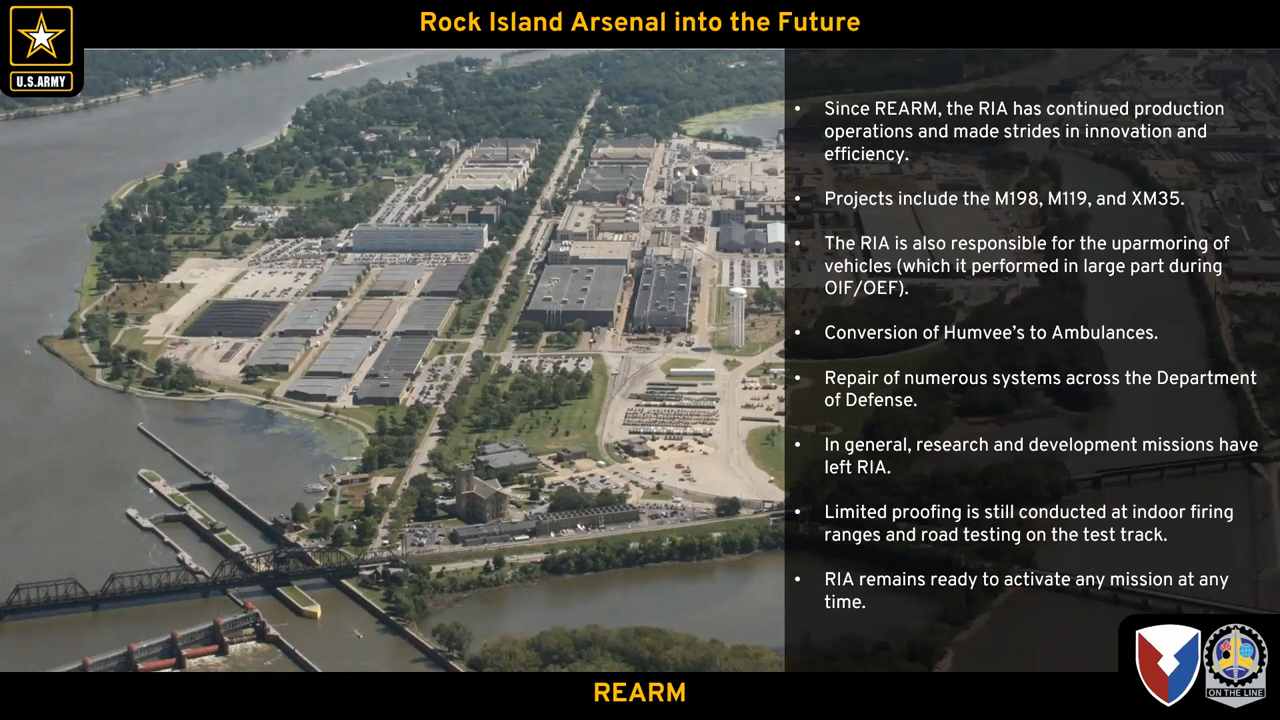 Rock Island Arsenal into the Future
U.S.ARMY
• Since REARM, the RIA has continued production
operations and made strides in innovation and
efficiency.
• Projects include the M198, M119, and XM35.
• The RIA is also responsible for the uparmoring of
vehicles (which it performed in large part during
OIF/OEF).
• Conversion of Humvee’s to Ambulances.
• Repair of numerous systems across the Department
of Defense.
• In general, research and development missions have
left RIA.
• Limited proofing is still conducted at indoor firing
ranges and road testing on the test track.
• RIA remains ready to activate any mission at any
time.
ON THE LINE
REARM